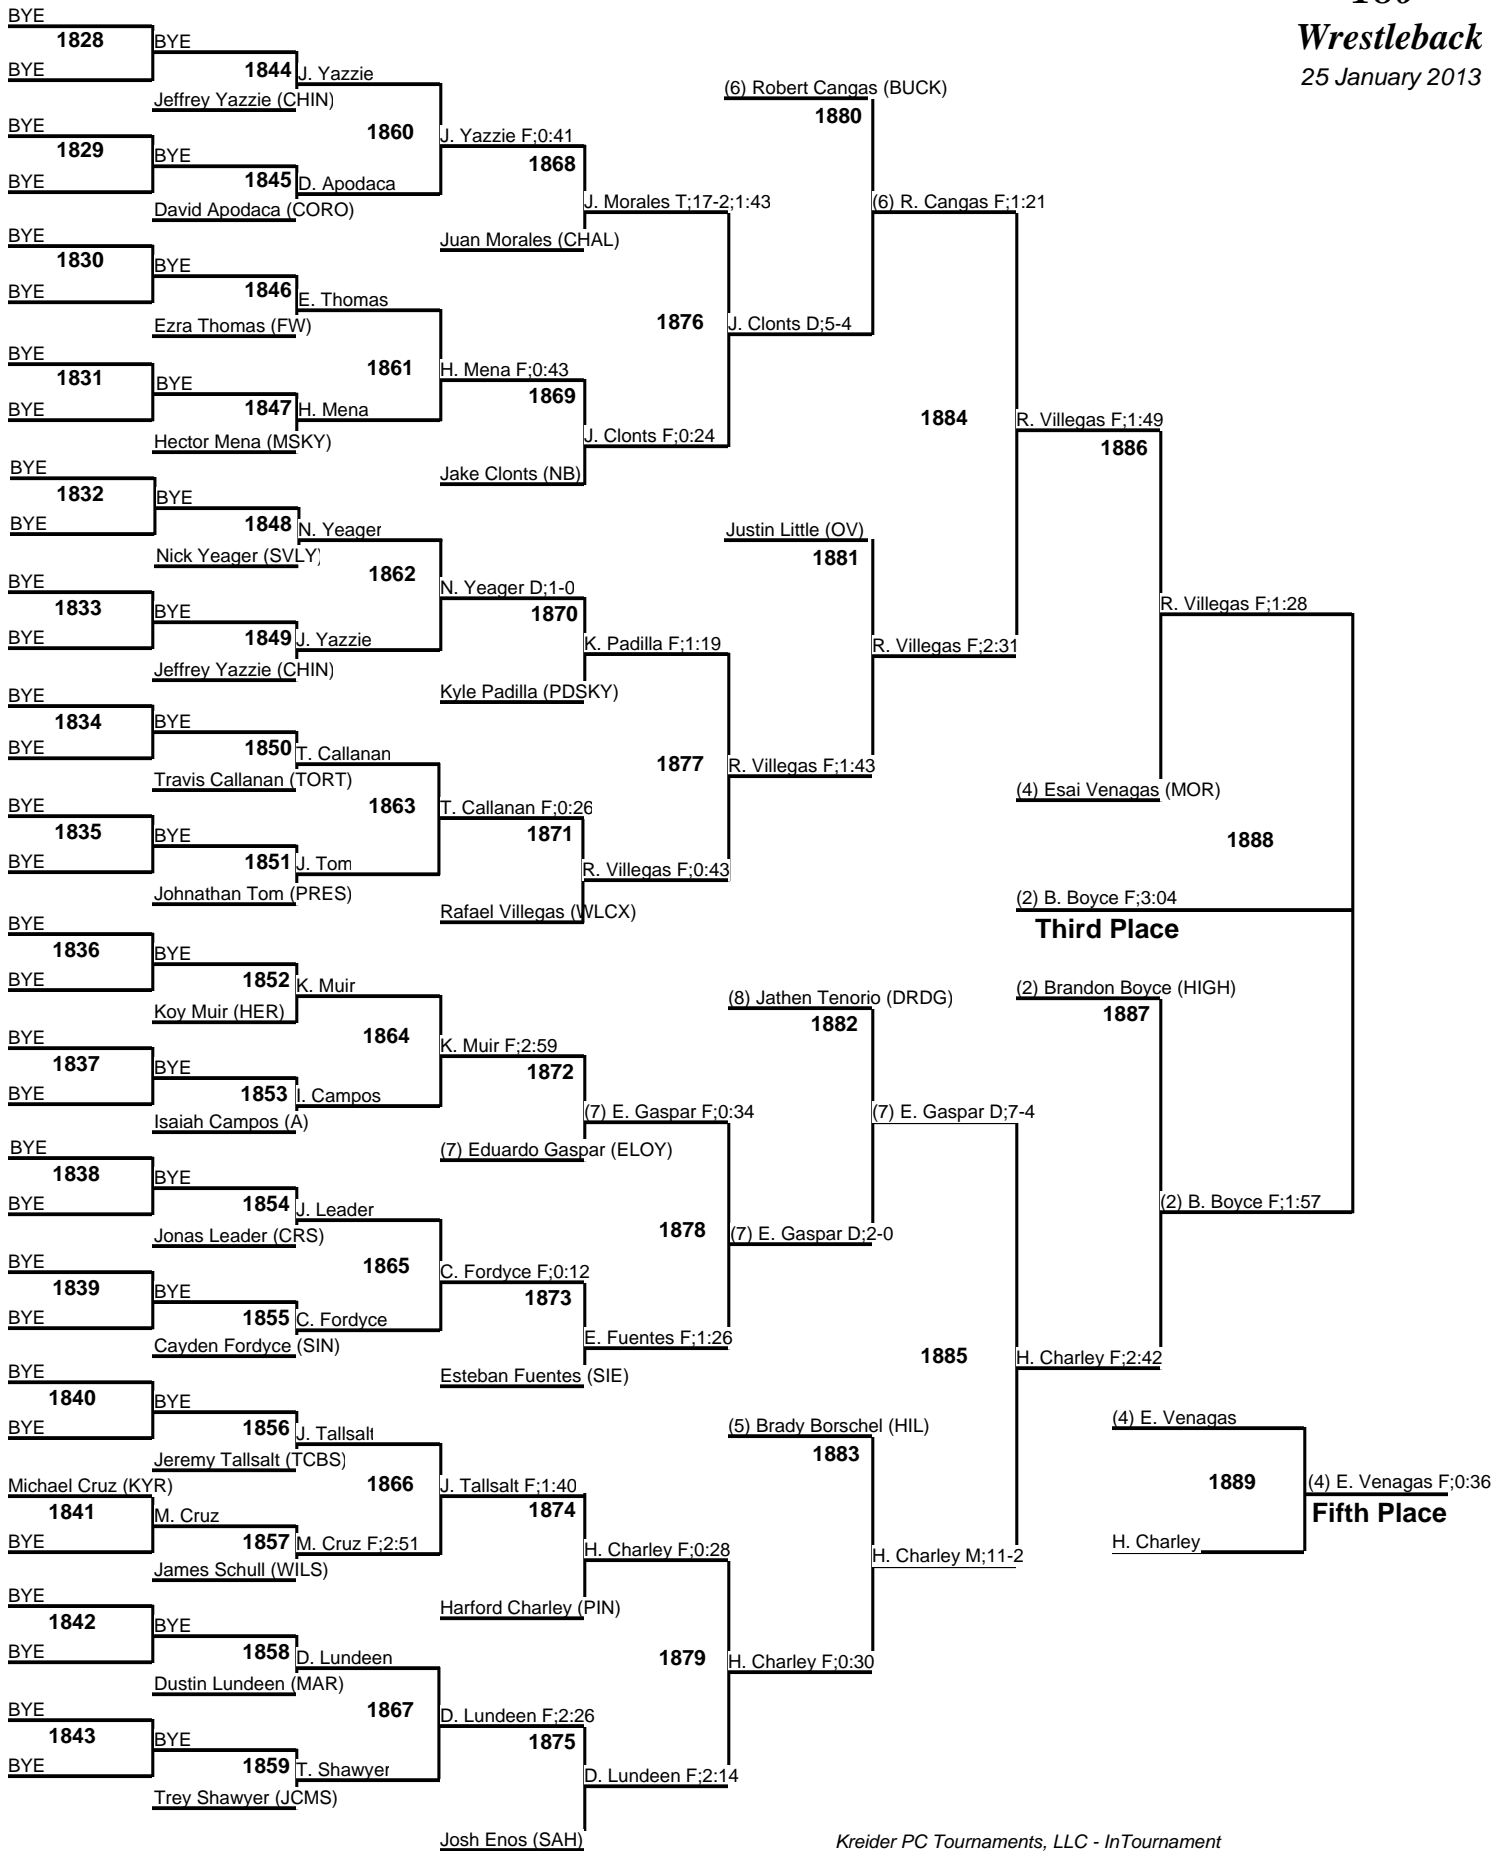 Wrestleback
25 January 2013
BYE
1828
BYE
BYE
1844
Jeffrey Yazzie (CHIN)
J. Yazzie
BYE
1829
BYE
BYE
1845
David Apodaca (CORO)
D. Apodaca
1860
J. Yazzie F;0:41
1868
Juan Morales (CHAL)
J. Morales T;17-2;1:43
BYE
1830
BYE
BYE
1846
Ezra Thomas (FW)
E. Thomas
BYE
1831
BYE
BYE
1847
Hector Mena (MSKY)
H. Mena
1861
H. Mena F;0:43
1869
Jake Clonts (NB)
J. Clonts F;0:24
1876
J. Clonts D;5-4
(6) Robert Cangas (BUCK)
1880
(6) R. Cangas F;1:21
BYE
1832
BYE
BYE
1848
Nick Yeager (SVLY)
N. Yeager
BYE
1833
BYE
BYE
1849
Jeffrey Yazzie (CHIN)
J. Yazzie
1862
N. Yeager D;1-0
1870
Kyle Padilla (PDSKY)
K. Padilla F;1:19
BYE
1834
BYE
BYE
1850
Travis Callanan (TORT)
T. Callanan
BYE
1835
BYE
BYE
1851
Johnathan Tom (PRES)
J. Tom
1863
T. Callanan F;0:26
1871
Rafael Villegas (WLCX)
R. Villegas F;0:43
1877
R. Villegas F;1:43
Justin Little (OV)
1881
R. Villegas F;2:31
1884
R. Villegas F;1:49
1886
(4) Esai Venagas (MOR)
R. Villegas F;1:28
1888
(2) B. Boyce F;3:04
Third Place
BYE
1836
BYE
BYE
1852
Koy Muir (HER)
K. Muir
BYE
1837
BYE
BYE
1853
Isaiah Campos (A)
I. Campos
1864
K. Muir F;2:59
1872
(7) Eduardo Gaspar (ELOY)
(7) E. Gaspar F;0:34
BYE
1838
BYE
BYE
1854
Jonas Leader (CRS)
J. Leader
BYE
1839
BYE
BYE
1855
Cayden Fordyce (SIN)
C. Fordyce
1865
C. Fordyce F;0:12
1873
Esteban Fuentes (SIE)
E. Fuentes F;1:26
1878
(7) E. Gaspar D;2-0
(8) Jathen Tenorio (DRDG)
1882
(7) E. Gaspar D;7-4
BYE
1840
BYE
BYE
1856
Jeremy Tallsalt (TCBS)
J. Tallsalt
Michael Cruz (KYR)
1841
BYE
M. Cruz
1857
James Schull (WILS)
M. Cruz F;2:51
1866
J. Tallsalt F;1:40
1874
Harford Charley (PIN)
H. Charley F;0:28
BYE
1842
BYE
BYE
1858
Dustin Lundeen (MAR)
D. Lundeen
BYE
1843
BYE
BYE
1859
Trey Shawyer (JCMS)
T. Shawyer
1867
D. Lundeen F;2:26
1875
Josh Enos (SAH)
D. Lundeen F;2:14
1879
H. Charley F;0:30
(5) Brady Borschel (HIL)
1883
H. Charley M;11-2
1885
H. Charley F;2:42
(2) Brandon Boyce (HIGH)
1887
(2) B. Boyce F;1:57
(4) E. Venagas
1889
H. Charley
(4) E. Venagas F;0:36
Fifth Place
Kreider PC Tournaments, LLC - InTournament